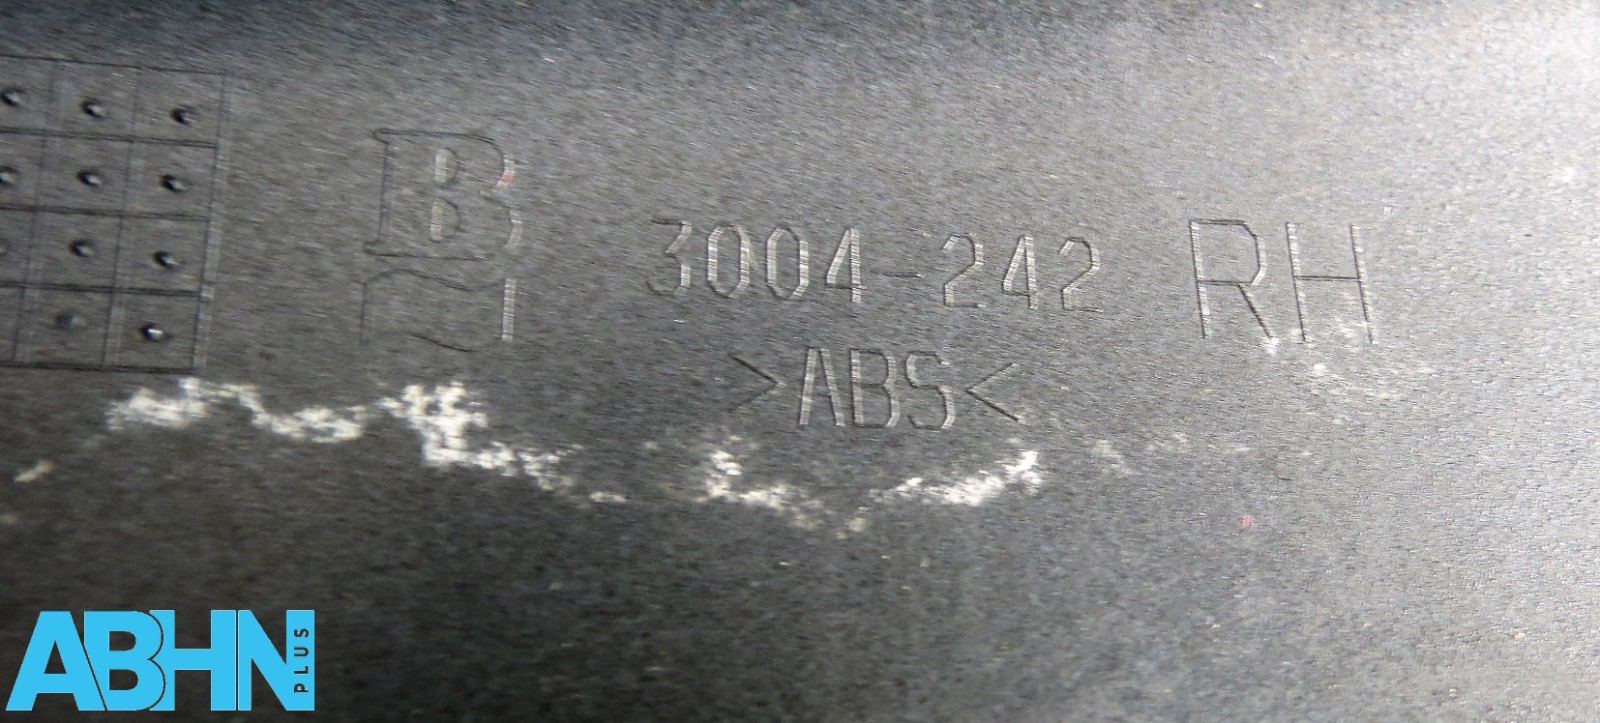 B
3004-242 RH
>ABS<
ABHN PLUS